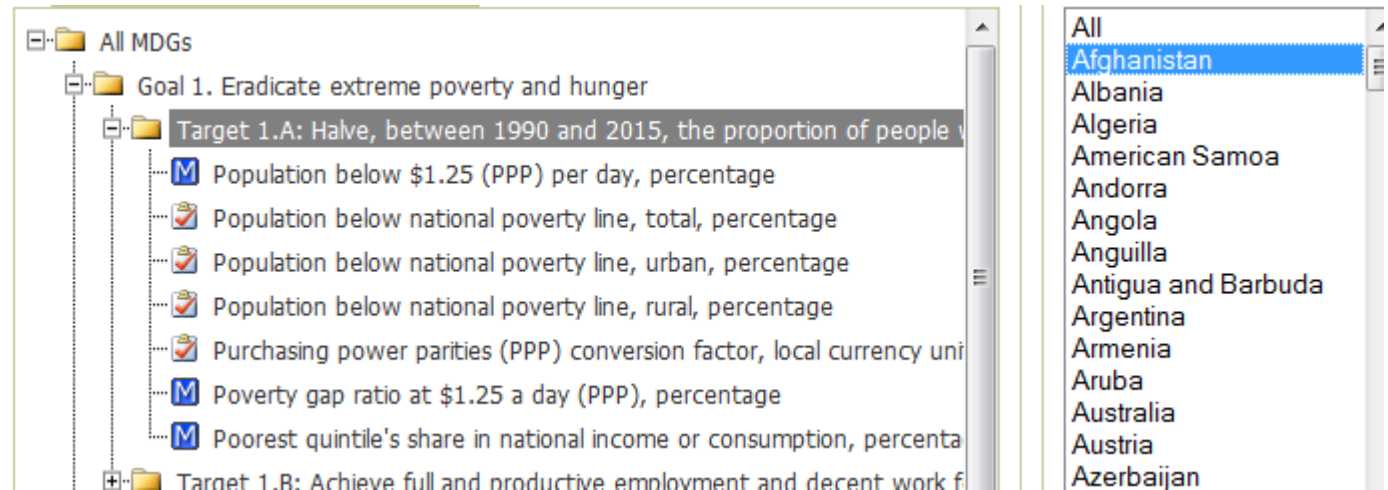 All MDGs
Goal 1. Eradicate extreme poverty and hunger
Target 1.A: Halve, between 1990 and 2015, the proportion of people
M Population below $1.25 (PPP) per day, percentage
Population below national poverty line, total, percentage
Population below national poverty line, urban, percentage
Population below national poverty line, rural, percentage
Purchasing power parities (PPP) conversion factor, local currency uni
M Poverty gap ratio at $1.25 a day (PPP), percentage
M Poorest quintile's share in national income or consumption, percenta
Target 1.B: Achieve full and productive employment and decent work f
All
Afghanistan
Albania
Algeria
American Samoa
Andorra
Angola
Anguilla
Antigua and Barbuda
Argentina
Armenia
Aruba
Australia
Austria
Azerbaijan